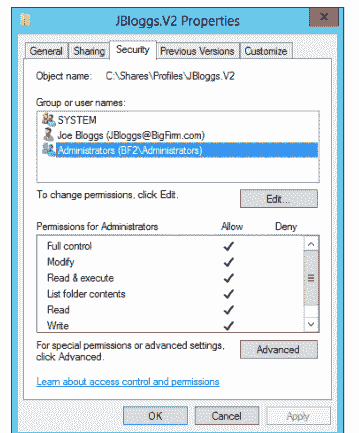 JBloggs.V2 Properties
General Sharing Security Previous Versions Customize
Object name: C:\Shares\Profiles\JBloggs.V2
Group or user names:
SYSTEM
Joe Bloggs (JBloggs@BigFirm.com)
Administrators (BF2\Administrators)
To change permissions, click Edit. Edit...
Permissions for Administrators Allow Deny
Full control
Modify
Read & execute
List folder contents
Read
Write
For special permissions or advanced settings,
click Advanced. Advanced
Learn about access control and permissions
OK Cancel Apply